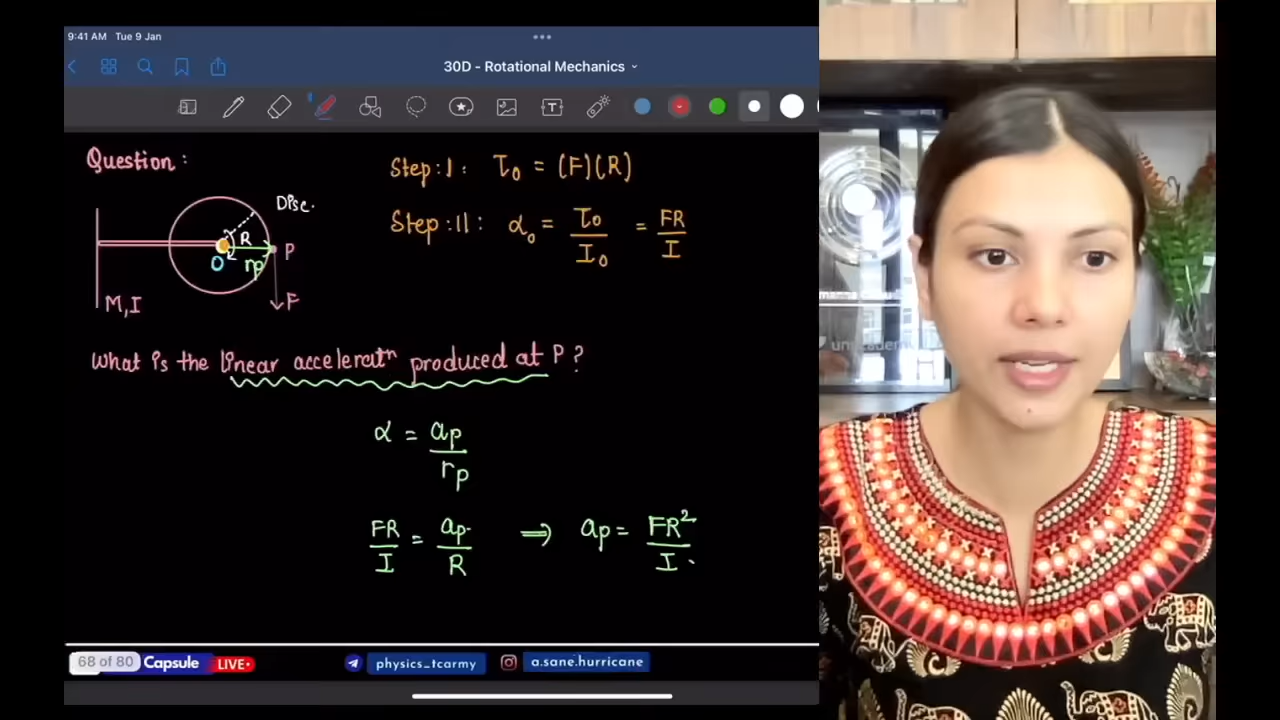 9:41 AM Tue 9 Jan
30D - Rotational Mechanics
Question:
Disc.
R
P
O
rp
F
M, I
Step:I: τ₀ = (F)(R)
Step:II: α₀ = τ₀/I₀ = FR/I
What is the linear acceleratn produced at P?
α = ap/rp
FR/I = ap/R ⟹ ap = FR²/I.
68 of 80 Capsule LIVE
physics_tcarmy
a.sane.hurricane